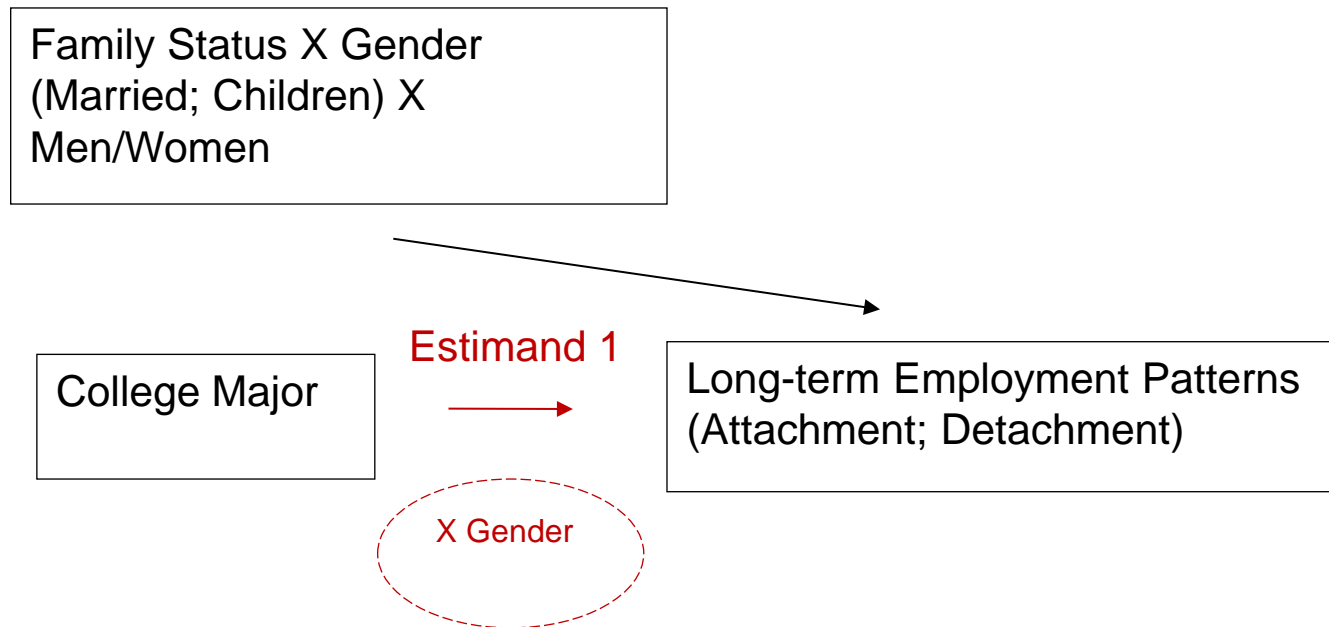 Family Status X Gender
(Married; Children) X
Men/Women
Estimand 1
College Major
Long-term Employment Patterns
(Attachment; Detachment)
X Gender